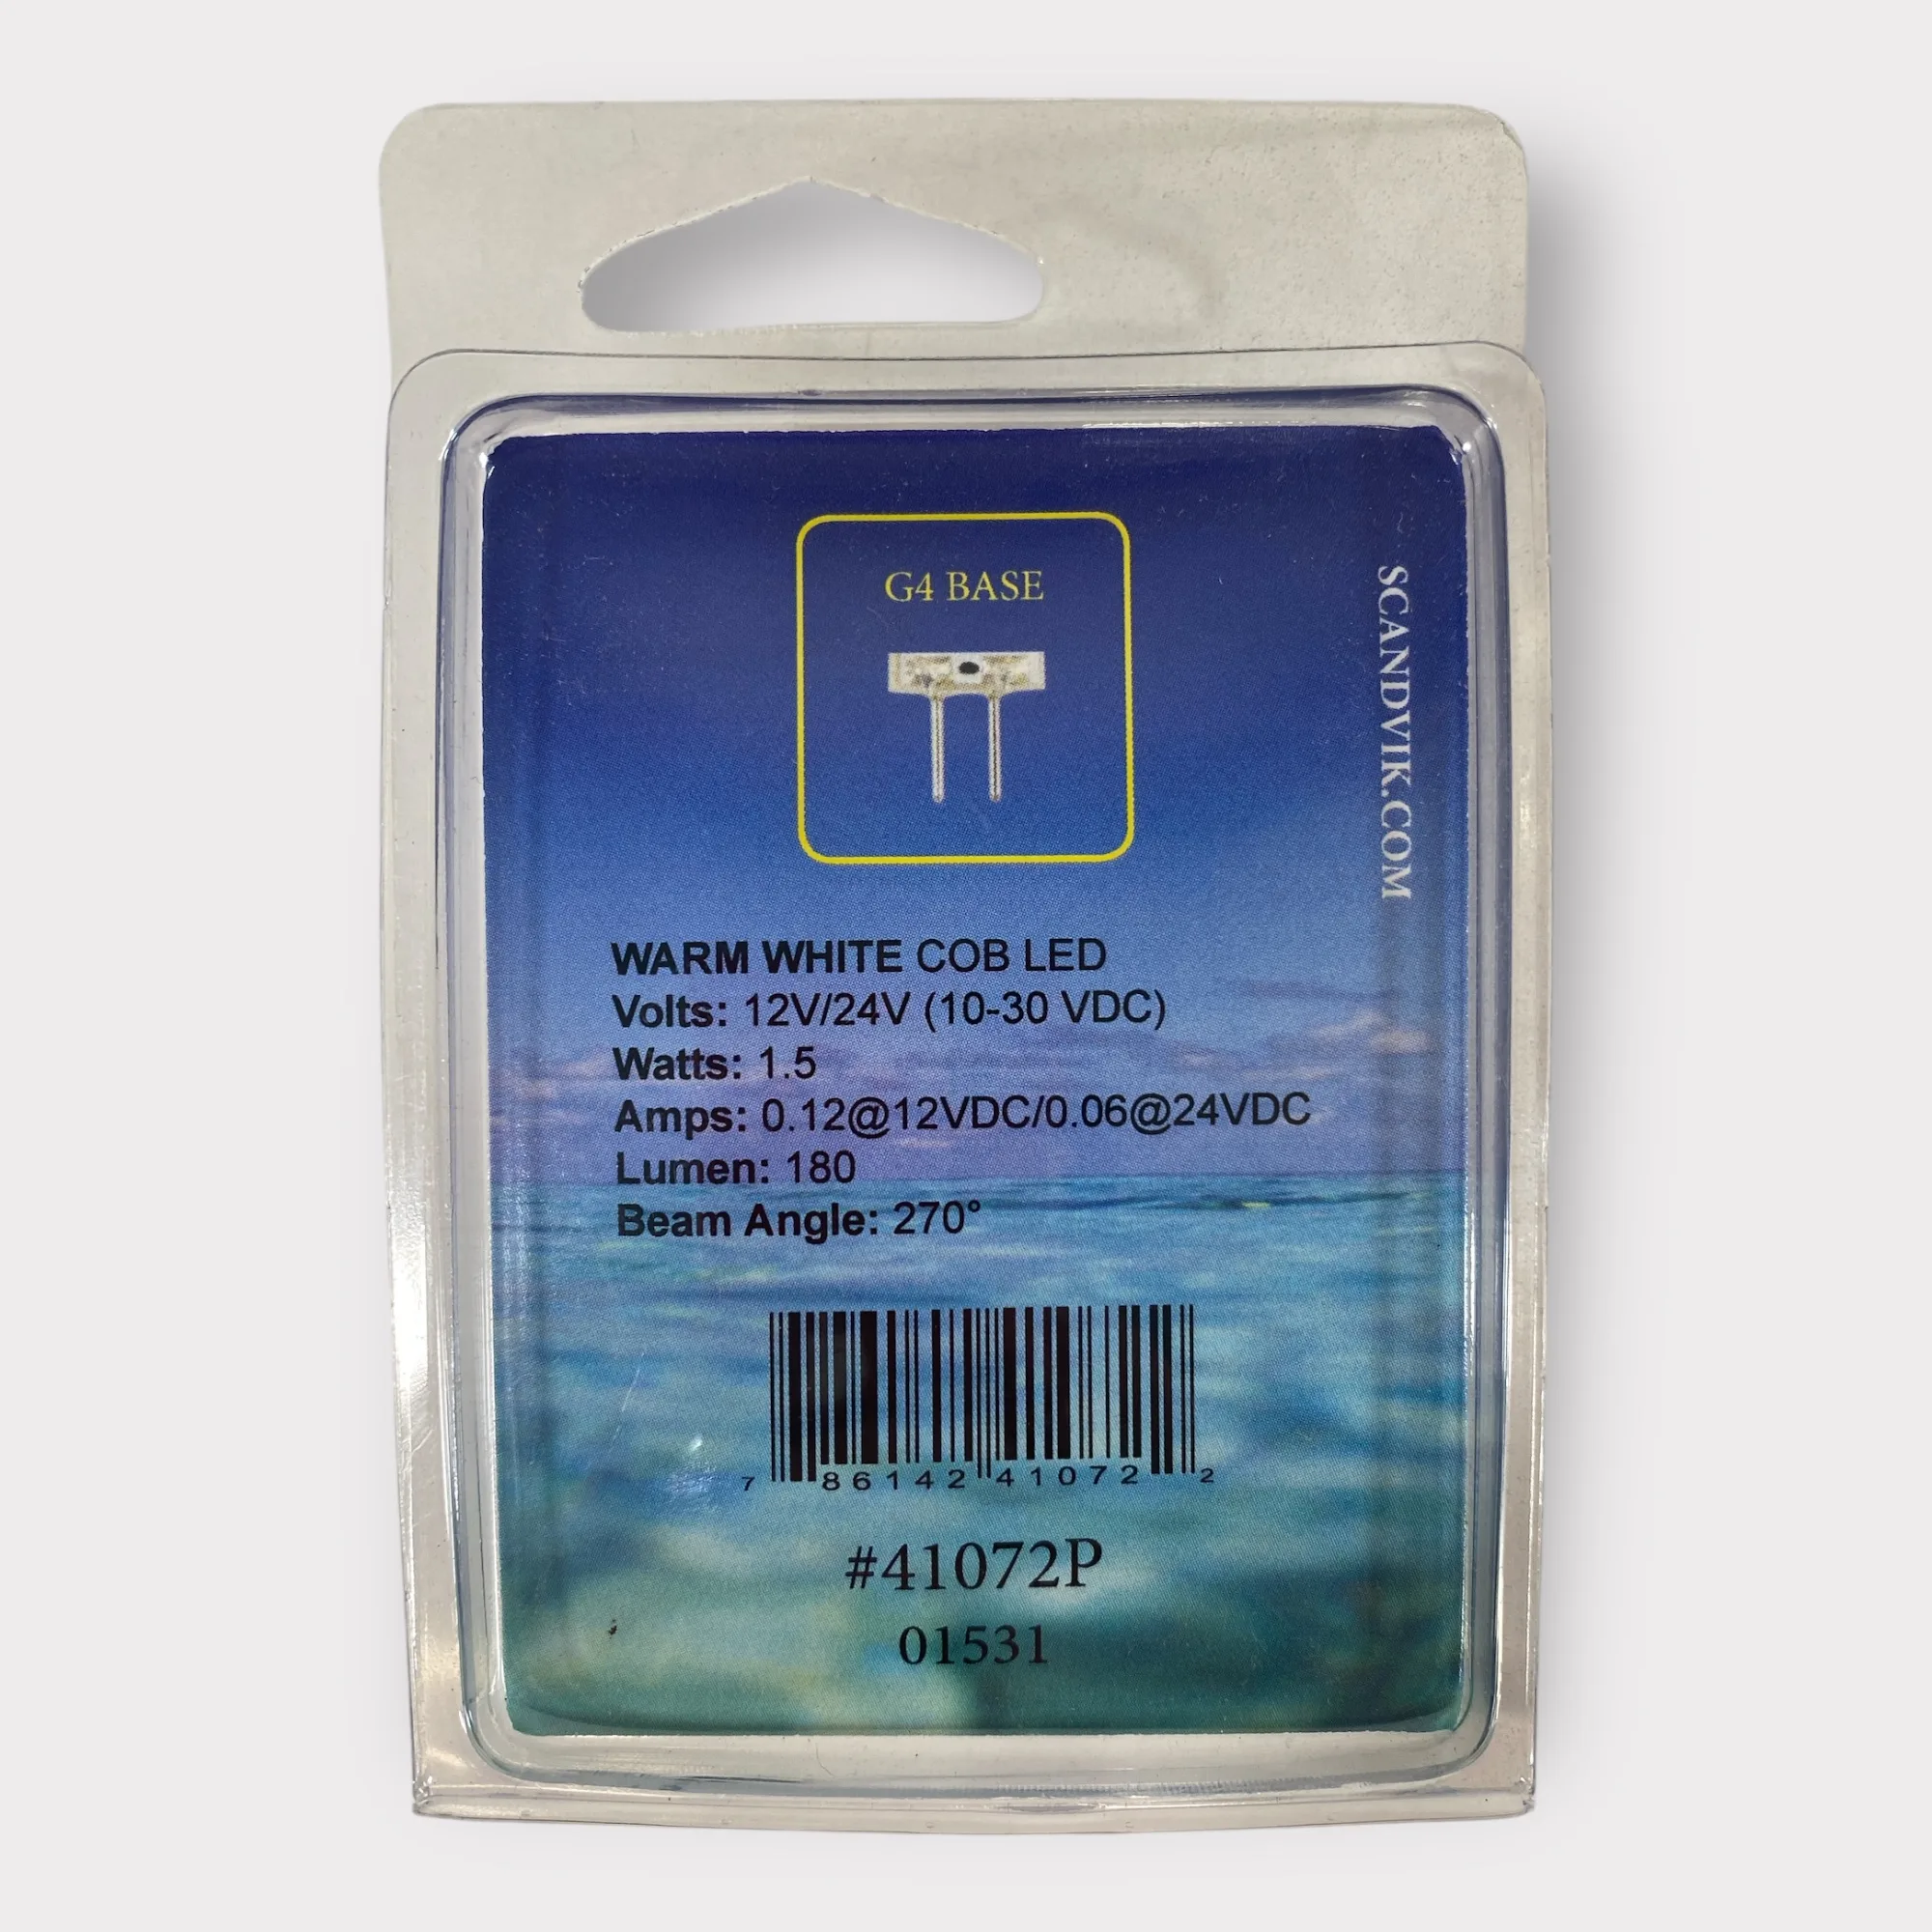 G4 BASE
SCANDVIK.COM
WARM WHITE COB LED
Volts: 12V/24V (10-30 VDC)
Watts: 1.5
Amps: 0.12@12VDC/0.06@24VDC
Lumen: 180
Beam Angle: 270°
7 86142 41072 2
#41072P
01531